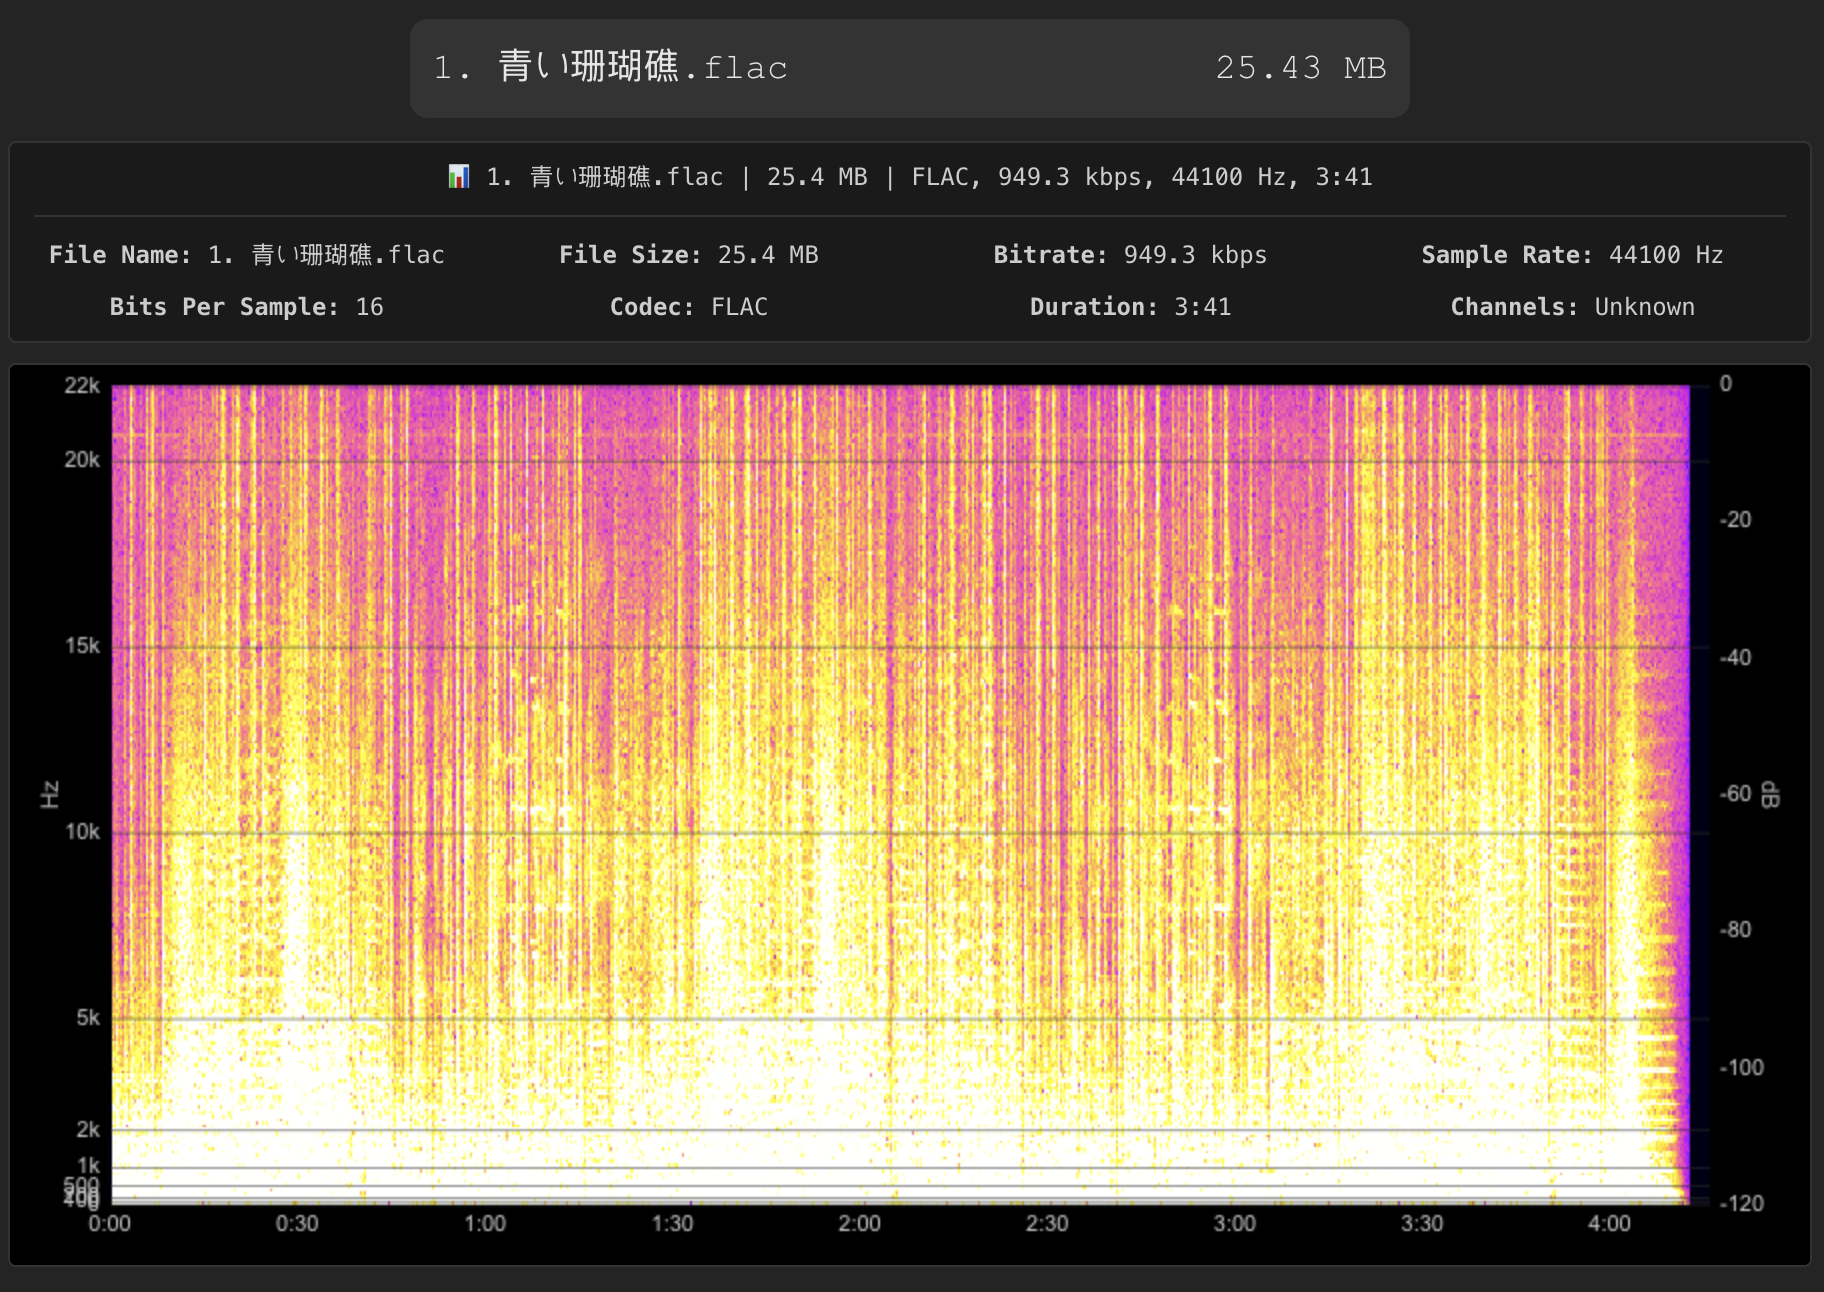 1. 青い珊瑚礁.flac 25.43 MB
📊 1. 青い珊瑚礁.flac | 25.4 MB | FLAC, 949.3 kbps, 44100 Hz, 3:41
File Name: 1. 青い珊瑚礁.flac File Size: 25.4 MB Bitrate: 949.3 kbps Sample Rate: 44100 Hz
Bits Per Sample: 16 Codec: FLAC Duration: 3:41 Channels: Unknown
22k
20k
15k
10k
5k
2k
1k
500
Hz
0
-20
-40
-60
-80
-100
-120
dB
0:00 0:30 1:00 1:30 2:00 2:30 3:00 3:30 4:00